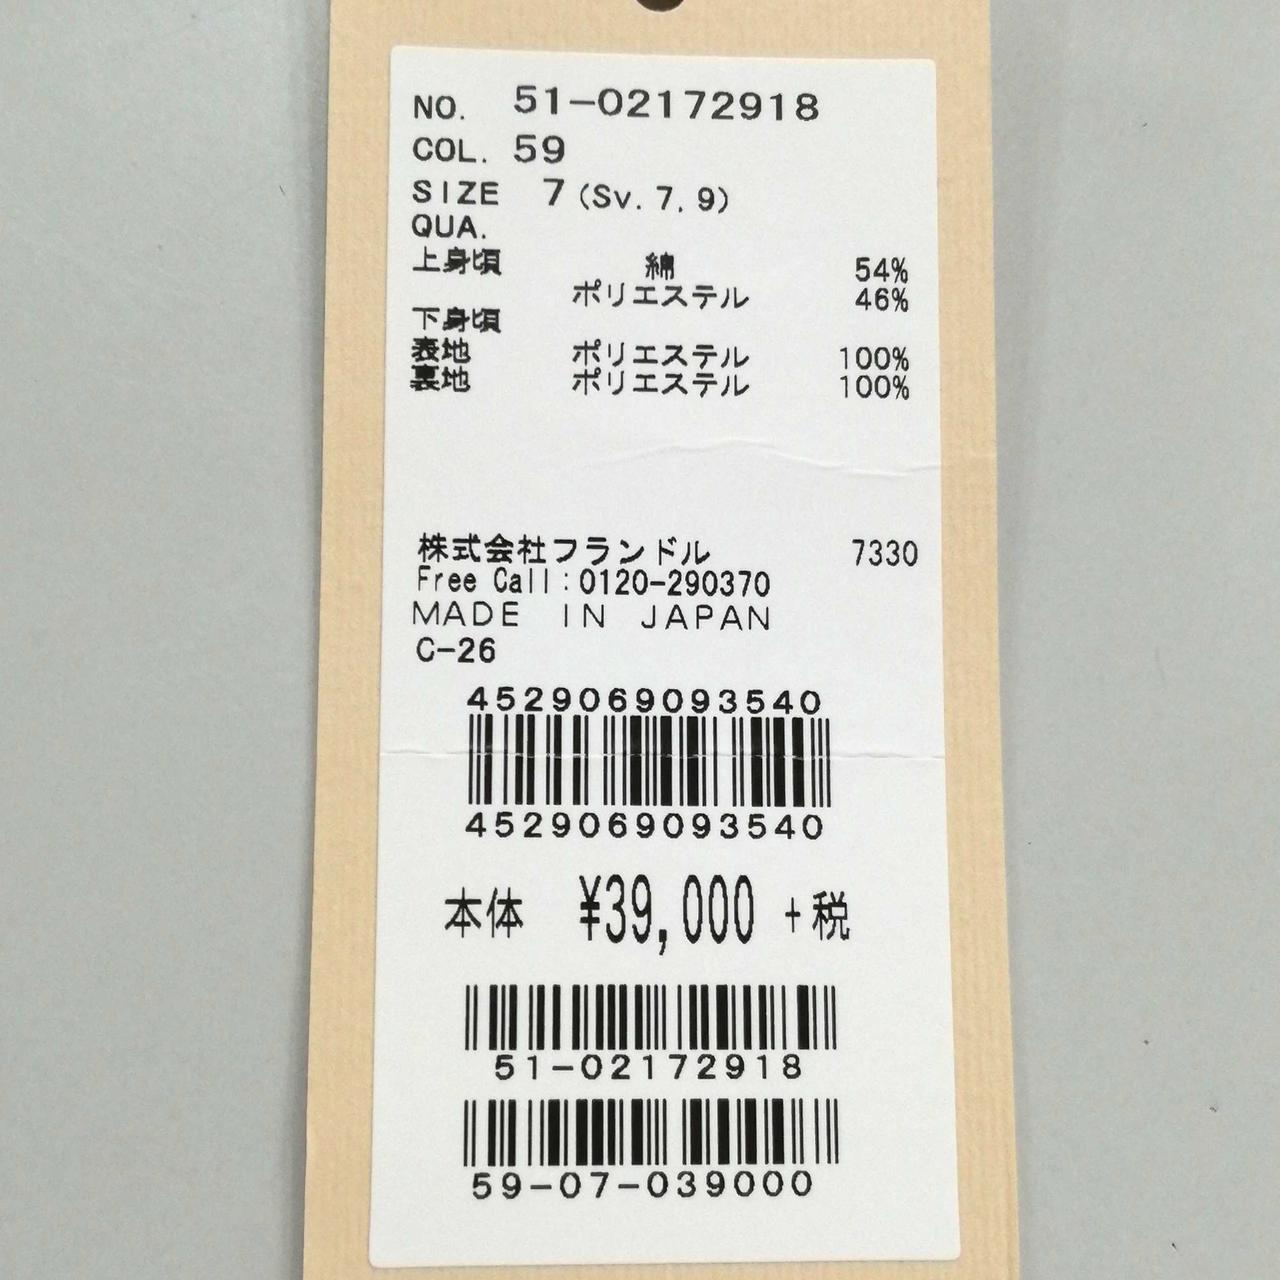 NO. 51-02172918
COL. 59
SIZE 7 (Sv. 7, 9)
QUA.
上身頃 綿 54%
ポリエステル 46%
下身頃
表地 ポリエステル 100%
裏地 ポリエステル 100%
株式会社フランドル 7330
Free Call:0120-290370
MADE IN JAPAN
C-26
4529069093540
4529069093540
本体 ¥39,000 +税
51-02172918
59-07-039000